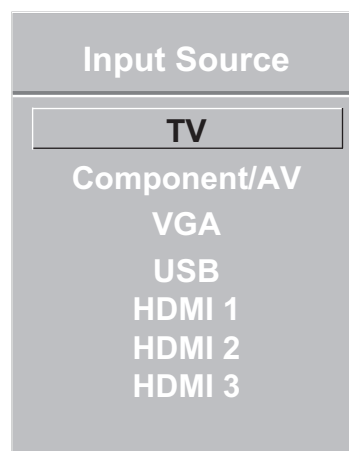 Input Source
TV
Component/AV
VGA
USB
HDMI 1
HDMI 2
HDMI 3